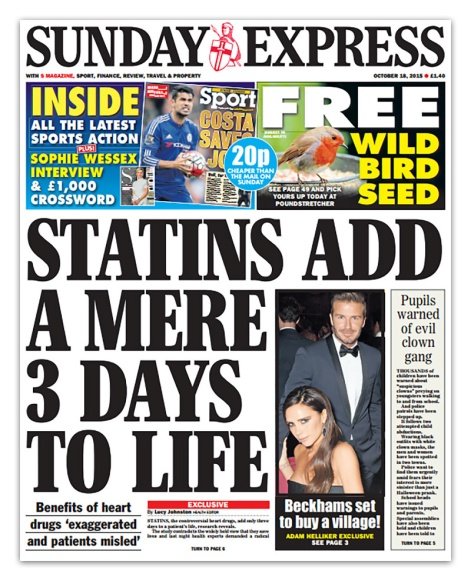 SUNDAY EXPRESS
WITH S MAGAZINE, SPORT, FINANCE, REVIEW, TRAVEL & PROPERTY
OCTOBER 18, 2015 ● £1.40
INSIDE
ALL THE LATEST
SPORTS ACTION
PLUS!
SOPHIE WESSEX
INTERVIEW
& £1,000
CROSSWORD
Sport
COSTA
20p
CHEAPER THAN
THE MAIL ON
SUNDAY
FREE
WILD
BIRD
SEED
SEE PAGE 49 AND PICK
YOURS UP TODAY AT
POUNDSTRETCHER
STATINS ADD
A MERE
3 DAYS
TO LIFE
Benefits of heart
drugs ‘exaggerated
and patients misled’
EXCLUSIVE
By Lucy Johnston HEALTH EDITOR
STATINS, the controversial heart drugs, add only three
days to a patient's life, research reveals.
The study contradicts the widely held view that they save
lives and last night health experts demanded a radical
TURN TO PAGE 6
Beckhams set
to buy a village!
ADAM HELLIKER EXCLUSIVE
SEE PAGE 3
Pupils
warned
of evil
clown
gang
THOUSANDS of
children have been
warned about
"suspicious
clowns" preying on
youngsters walking
to and from school.
And police
patrols have been
stepped up.
It follows two
attempted child
abductions.
Wearing black
outfits with white
clown masks, the
men and women
have been spotted
in two towns.
Police want to
find them urgently
amid fears their
interest is more
sinister than just a
Halloween prank.
School heads
have issued
warnings to pupils
and parents.
Special assemblies
have also been
held and children
have been told to
TURN TO PAGE 5